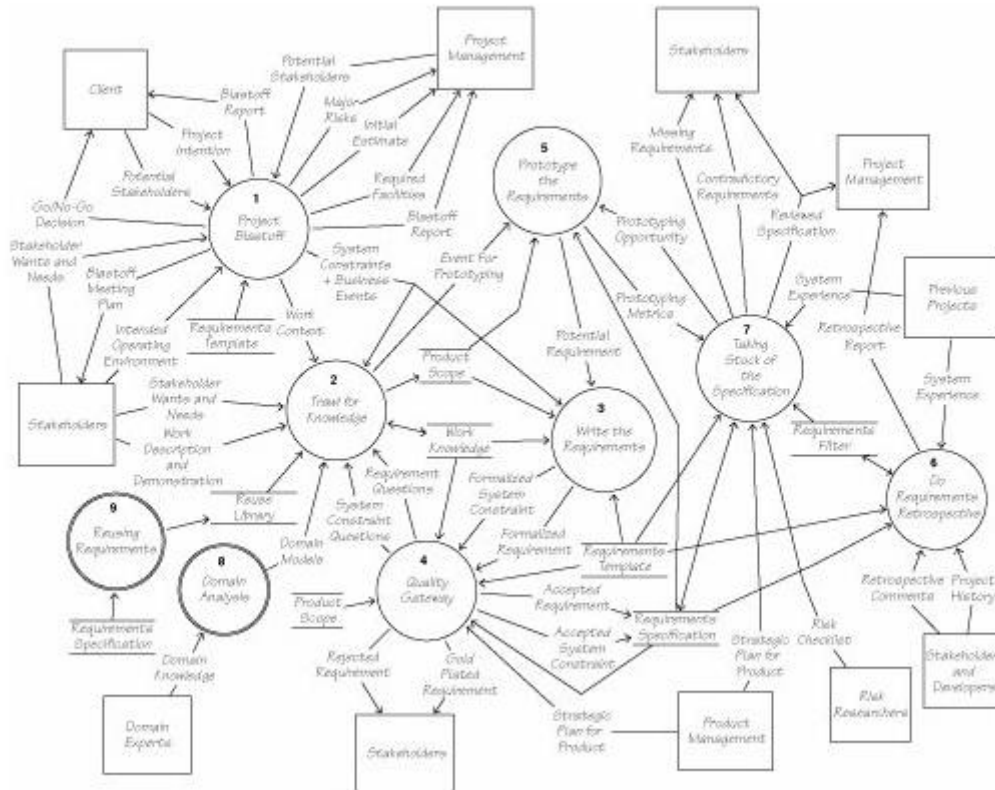 Client
Project
Management
Stakeholders
Potential
Stakeholders
Blastoff
Report
Major
Risks
Initial
Estimate
Project
Intention
Potential
Stakeholders
Required
Facilities
Blastoff
Report
1
Project
Blastoff
5
Prototype
the
Requirements
Missing
Requirements
Contradictory
Requirements
Reviewed
Specification
Project
Management
Go/No-Go
Decision
Stakeholder
Wants and
Needs
Blastoff
Meeting
Plan
Intended
Operating
Environment
Requirements
Template
System
Constraints
+ Business
Events
Work
Content
Event for
Prototyping
Prototyping
Opportunity
Prototyping
Metrics
System
Experience
Previous
Projects
7
Taking
Stock of
the
Specification
Retrospective
Report
System
Experience
Potential
Requirement
Product
Scope
2
Trawl for
Knowledge
Stakeholders
Stakeholder
Wants and
Needs
Work
Description
and
Demonstration
Work
Knowledge
3
Write the
Requirements
Requirements
Filter
6
Do
Requirements
Retrospective
Reuse
Library
9
Reusing
Requirements
8
Domain
Analysis
Domain
Models
Requirement
Questions
System
Constraint
Questions
Formalized
System
Constraint
Formalized
Requirement
Requirements
Template
4
Quality
Gateway
Product
Scope
Accepted
Requirement
Accepted
System
Constraint
Requirements
Specification
Requirements
Specification
Domain
Knowledge
Domain
Experts
Rejected
Requirement
Gold
Plated
Requirement
Stakeholders
Strategic
Plan for
Product
Product
Management
Strategic
Plan for
Product
Risk
Checklist
Risk
Researchers
Retrospective
Comments
Project
History
Stakeholder
and
Developers